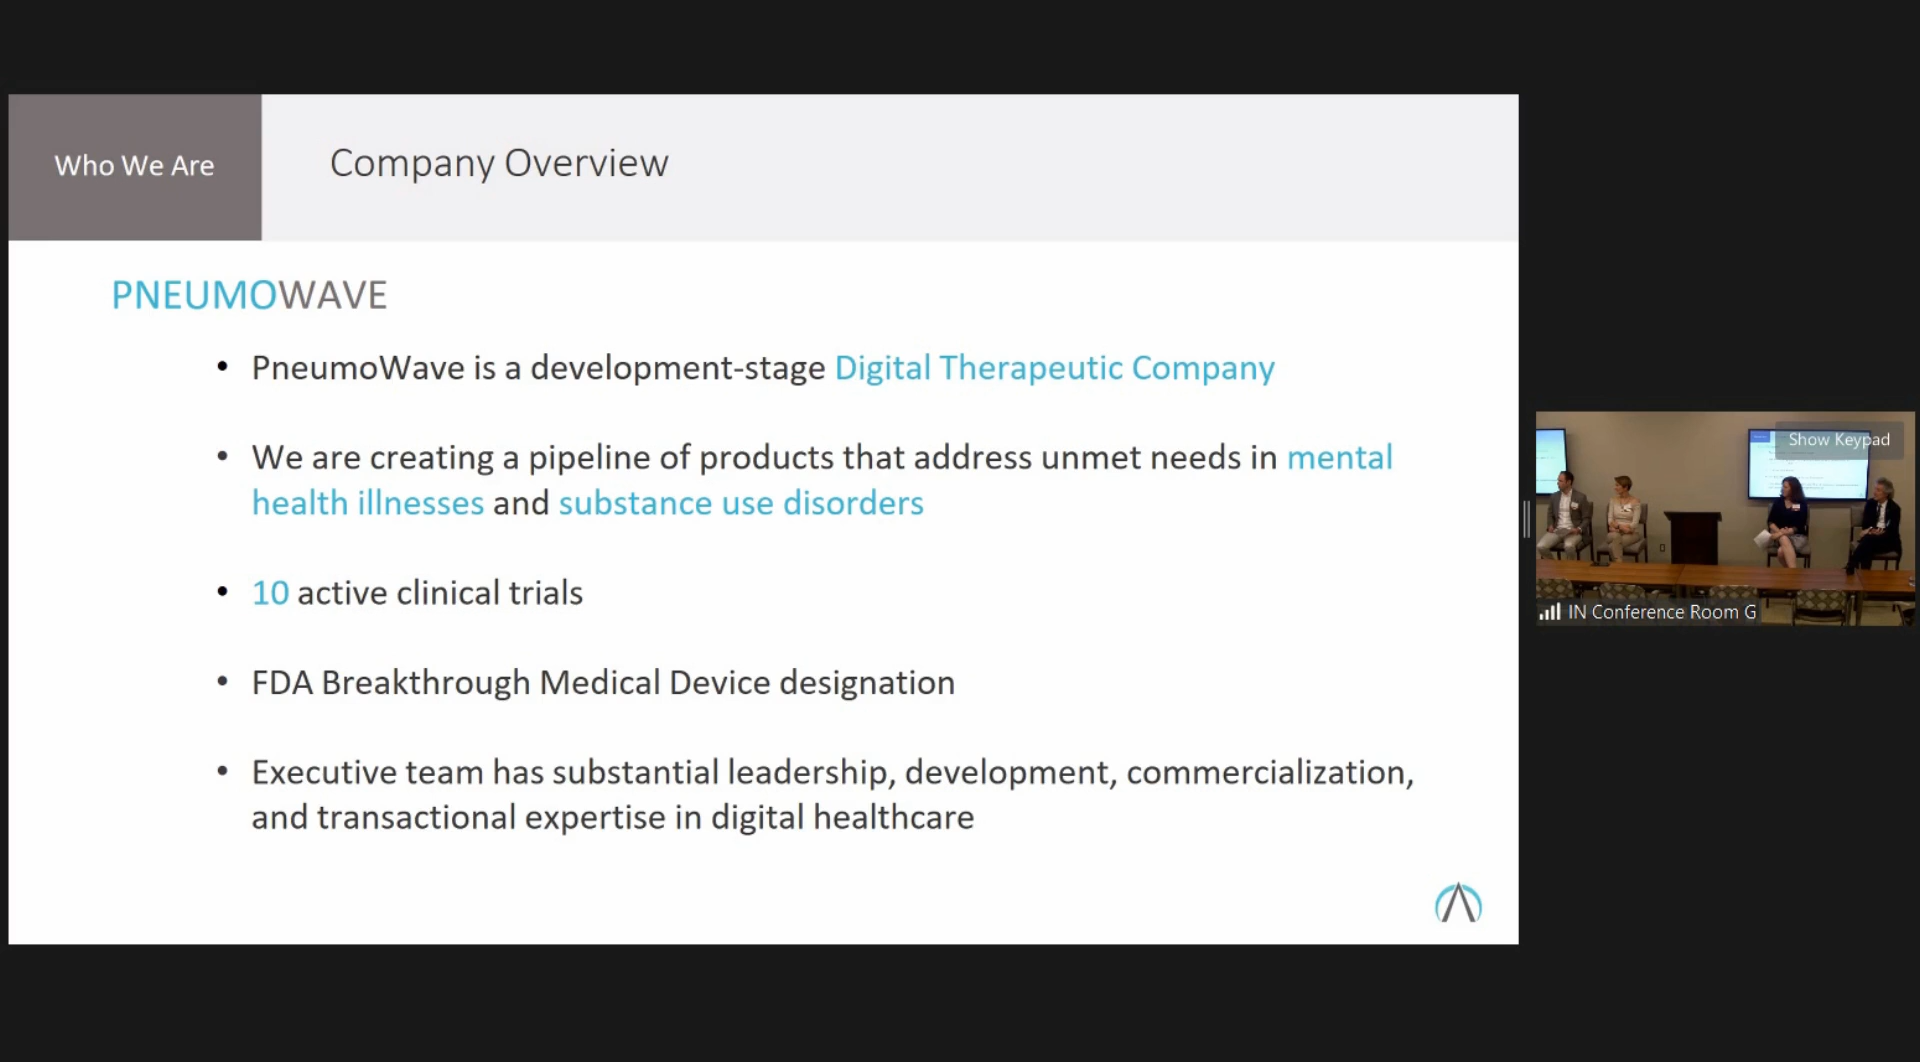 Who We Are
Company Overview
PNEUMOWAVE
• PneumoWave is a development-stage Digital Therapeutic Company
• We are creating a pipeline of products that address unmet needs in mental
health illnesses and substance use disorders
• 10 active clinical trials
• FDA Breakthrough Medical Device designation
• Executive team has substantial leadership, development, commercialization,
and transactional expertise in digital healthcare
Show Keypad
IN Conference Room G